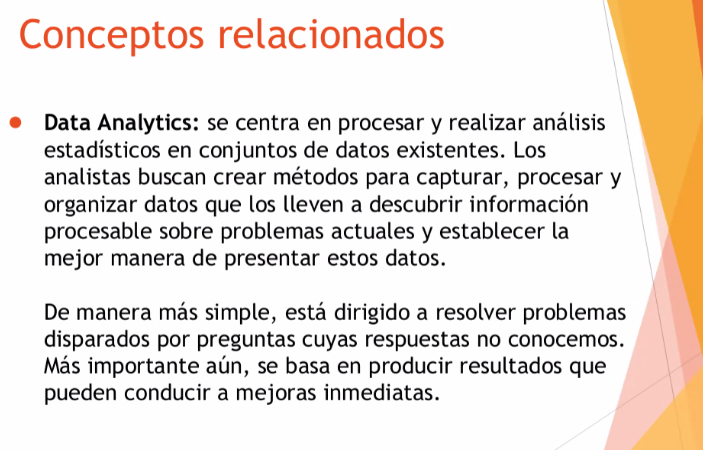 Conceptos relacionados
Data Analytics: se centra en procesar y realizar análisis
estadísticos en conjuntos de datos existentes. Los
analistas buscan crear métodos para capturar, procesar y
organizar datos que los lleven a descubrir información
procesable sobre problemas actuales y establecer la
mejor manera de presentar estos datos.
De manera más simple, está dirigido a resolver problemas
disparados por preguntas cuyas respuestas no conocemos.
Más importante aún, se basa en producir resultados que
pueden conducir a mejoras inmediatas.